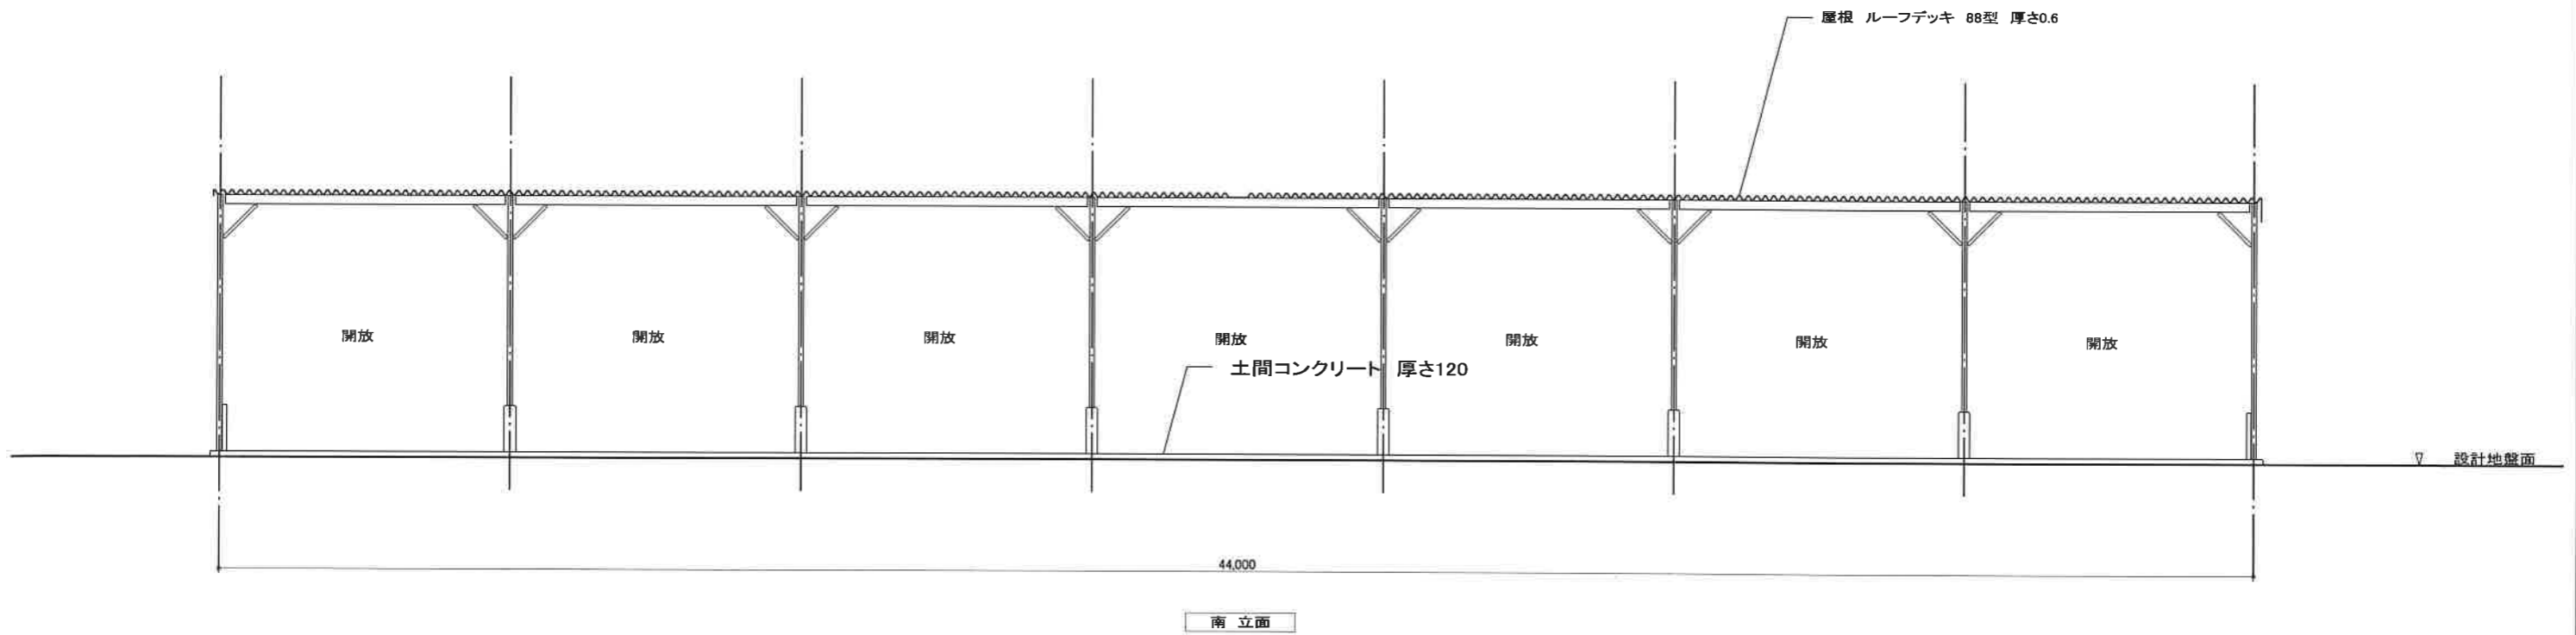 屋根 ルーフデッキ 88型 厚さ0.6
開放
開放
開放
開放
開放
開放
開放
土間コンクリート 厚さ120
設計地盤面
44,000
南 立面